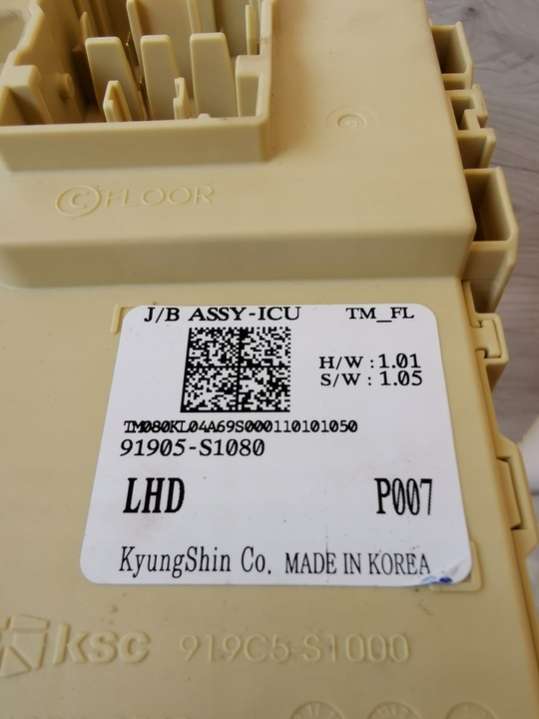 © FLOOR
G
J/B ASSY-ICU TM_FL
H/W : 1.01
S/W : 1.05
TM080KL04A69S000110101050
91905-S1080
LHD P007
KyungShin Co. MADE IN KOREA
ksc 919C5-S1000